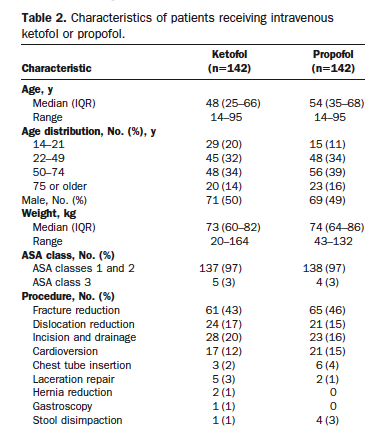 Table 2. Characteristics of patients receiving intravenous
ketofol or propofol.
Ketofol Propofol
Characteristic (n=142) (n=142)
Age, y
Median (IQR) 48 (25–66) 54 (35–68)
Range 14–95 14–95
Age distribution, No. (%), y
14–21 29 (20) 15 (11)
22–49 45 (32) 48 (34)
50–74 48 (34) 56 (39)
75 or older 20 (14) 23 (16)
Male, No. (%) 71 (50) 69 (49)
Weight, kg
Median (IQR) 73 (60–82) 74 (64–86)
Range 20–164 43–132
ASA class, No. (%)
ASA classes 1 and 2 137 (97) 138 (97)
ASA class 3 5 (3) 4 (3)
Procedure, No. (%)
Fracture reduction 61 (43) 65 (46)
Dislocation reduction 24 (17) 21 (15)
Incision and drainage 28 (20) 23 (16)
Cardioversion 17 (12) 21 (15)
Chest tube insertion 3 (2) 6 (4)
Laceration repair 5 (3) 2 (1)
Hernia reduction 2 (1) 0
Gastroscopy 1 (1) 0
Stool disimpaction 1 (1) 4 (3)